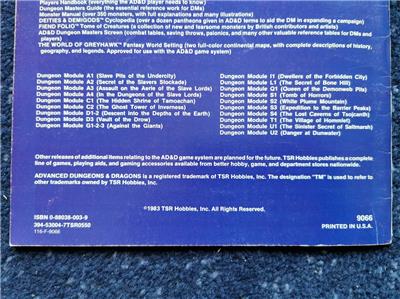 Players Handbook (everything the AD&D player needs to know)
Dungeon Masters Guide (the essential reference work for DMs)
Monster Manual (over 350 monsters, with full explanations and many illustrations)
DEITIES & DEMIGODS™ Cyclopedia (over a dozen pantheons given in AD&D terms to aid the DM in expanding a campaign)
FIEND FOLIO™ Tome of Creatures (a collection of new and fearsome monsters by British contributors and artists)
AD&D Dungeon Masters Screen (combat tables, saving throws, psionics, and many other valuable reference tables for DMs and
players)
THE WORLD OF GREYHAWK™ Fantasy World Setting (two full-color continental maps, with complete descriptions of history,
geography, and legends. Approved for use with the AD&D game system)
Dungeon Module A1 (Slave Pits of the Undercity)
Dungeon Module A2 (Secret of the Slavers Stockade)
Dungeon Module A3 (Assault on the Aerie of the Slave Lords)
Dungeon Module A4 (In the Dungeons of the Slave Lords)
Dungeon Module C1 (The Hidden Shrine of Tamoachan)
Dungeon Module C2 (The Ghost Tower of Inverness)
Dungeon Module D1-2 (Descent into the Depths of the Earth)
Dungeon Module D3 (Vault of the Drow)
Dungeon Module G1-2-3 (Against the Giants)
Dungeon Module I1 (Dwellers of the Forbidden City)
Dungeon Module L1 (The Secret of Bone Hill)
Dungeon Module Q1 (Queen of the Demonweb Pits)
Dungeon Module S1 (Tomb of Horrors)
Dungeon Module S2 (White Plume Mountain)
Dungeon Module S3 (Expedition to the Barrier Peaks)
Dungeon Module S4 (The Lost Caverns of Tsojcanth)
Dungeon Module T1 (The Village of Hommlet)
Dungeon Module U1 (The Sinister Secret of Saltmarsh)
Dungeon Module U2 (Danger at Dunwater)
Other releases of additional items relating to the AD&D game system are planned for the future. TSR Hobbies publishes a complete
line of games, playing aids, and gaming accessories available from better hobby, game, and department stores nationwide.
ADVANCED DUNGEONS & DRAGONS is a registered trademark of TSR Hobbies, Inc. The designation "TM" is used to refer to
other trademarks owned by TSR Hobbies, Inc.
©1983 TSR Hobbies, Inc. All Rights Reserved.
ISBN 0-88038-003-9
394-53004-7TSR0550
116-F-9066
9066
PRINTED IN U.S.A.